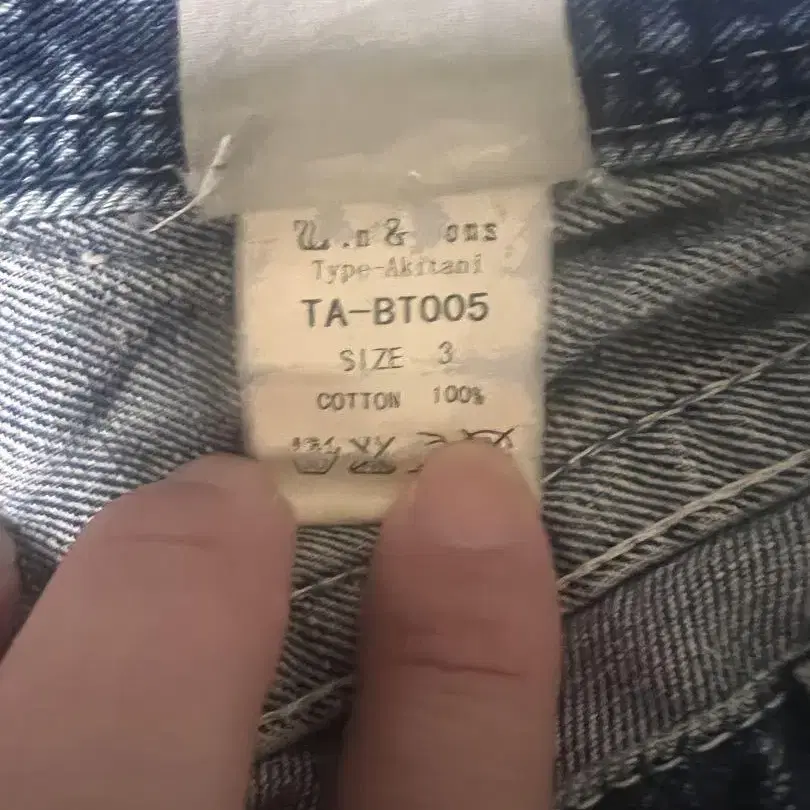 &
Type-Akitani
TA-BT005
SIZE 3
COTTON 100%